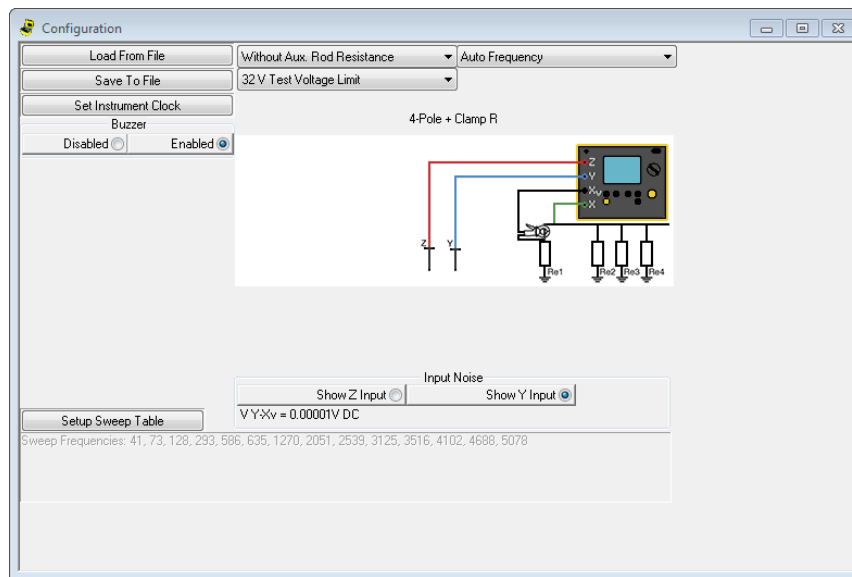 Configuration
Load From File
Without Aux. Rod Resistance
Auto Frequency
Save To File
32 V Test Voltage Limit
Set Instrument Clock
Buzzer
Disabled
Enabled
4-Pole + Clamp R
Z
Y
Xv
X
Z
Y
Re1
Re2
Re3
Re4
Input Noise
Show Z Input
Show Y Input
V Y-Xv = 0.00001V DC
Setup Sweep Table
Sweep Frequencies: 41, 73, 128, 293, 586, 635, 1270, 2051, 2539, 3125, 3516, 4102, 4688, 5078